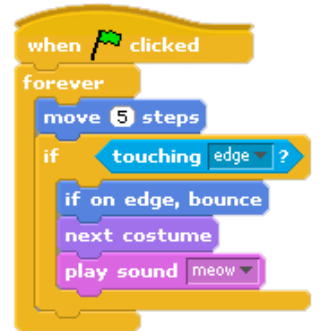 when clicked
forever
move 5 steps
if touching edge ?
if on edge, bounce
next costume
play sound meow